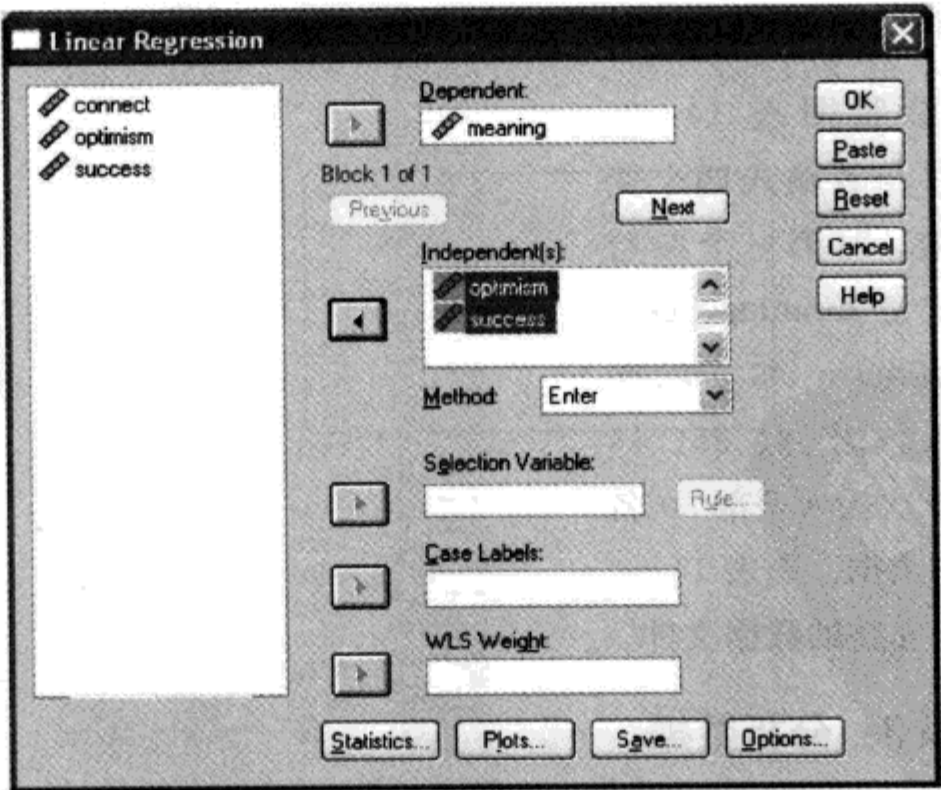 Linear Regression
connect
optimism
success
Dependent:
meaning
Block 1 of 1
Previous
Next
Independent(s):
optimism
success
Method:
Enter
Selection Variable:
Rule...
Case Labels:
WLS Weight:
Statistics...
Plots...
Save...
Options...
OK
Paste
Reset
Cancel
Help